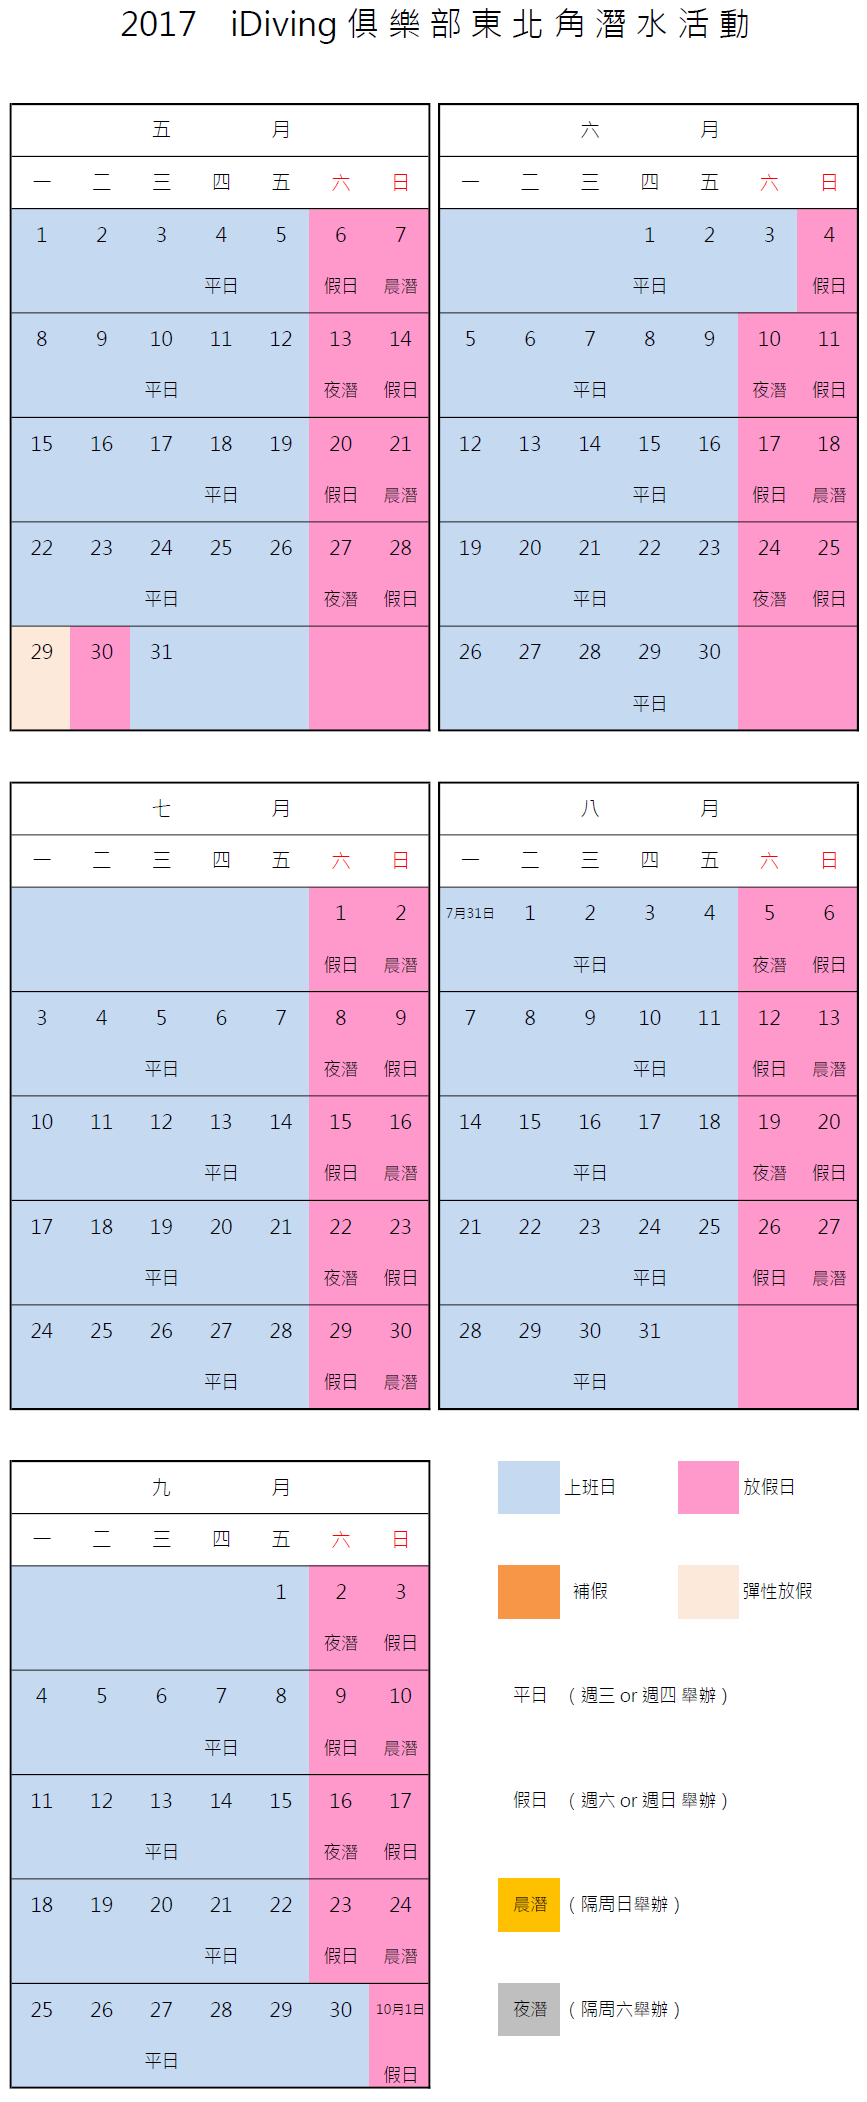 2017 iDiving 俱樂部東北角潛水活動
五 月
一 二 三 四 五 六 日
1 2 3 4 5 6 7
平日 假日 晨潛
8 9 10 11 12 13 14
平日 夜潛 假日
15 16 17 18 19 20 21
平日 假日 晨潛
22 23 24 25 26 27 28
平日 夜潛 假日
29 30 31
六 月
一 二 三 四 五 六 日
1 2 3 4
平日 假日
5 6 7 8 9 10 11
平日 夜潛 假日
12 13 14 15 16 17 18
平日 假日 晨潛
19 20 21 22 23 24 25
平日 夜潛 假日
26 27 28 29 30
平日
七 月
一 二 三 四 五 六 日
1 2
假日 晨潛
3 4 5 6 7 8 9
平日 夜潛 假日
10 11 12 13 14 15 16
平日 假日 晨潛
17 18 19 20 21 22 23
平日 夜潛 假日
24 25 26 27 28 29 30
平日 假日 晨潛
八 月
一 二 三 四 五 六 日
7月31日 1 2 3 4 5 6
平日 夜潛 假日
7 8 9 10 11 12 13
平日 假日 晨潛
14 15 16 17 18 19 20
平日 夜潛 假日
21 22 23 24 25 26 27
平日 假日 晨潛
28 29 30 31
平日
九 月
一 二 三 四 五 六 日
1 2 3
夜潛 假日
4 5 6 7 8 9 10
平日 假日 晨潛
11 12 13 14 15 16 17
平日 夜潛 假日
18 19 20 21 22 23 24
平日 假日 晨潛
25 26 27 28 29 30 10月1日
平日 假日
上班日 放假日
補假 彈性放假
平日 （週三 or 週四 舉辦）
假日 （週六 or 週日 舉辦）
晨潛 （隔周日舉辦）
夜潛 （隔周六舉辦）